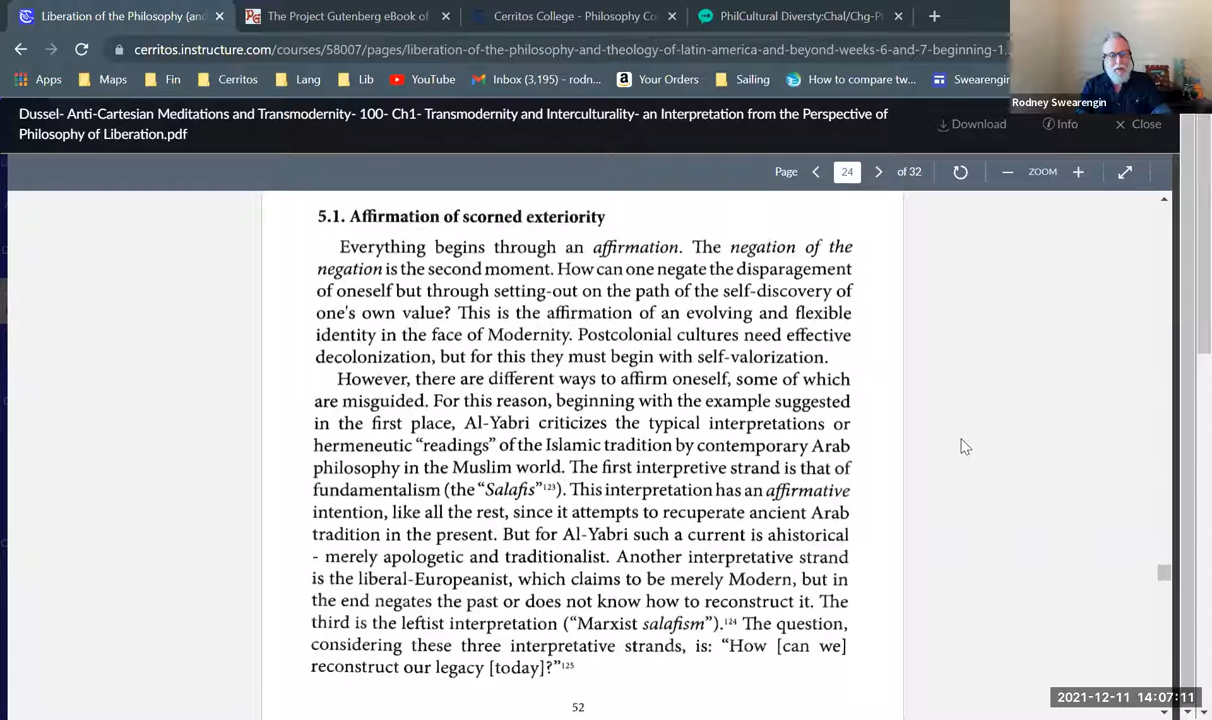 Liberation of the Philosophy (and
The Project Gutenberg eBook of
Cerritos College - Philosophy Co
PhilCultural Diversty:Chal/Chg-P
cerritos.instructure.com/courses/58007/pages/liberation-of-the-philosophy-and-theology-of-latin-america-and-beyond-weeks-6-and-7-beginning-1...
Apps
Maps
Fin
Cerritos
Lang
Lib
YouTube
Inbox (3,195) - rodn...
Your Orders
Sailing
How to compare tw...
Swearengin
Rodney Swearengin
Dussel- Anti-Cartesian Meditations and Transmodernity- 100- Ch1- Transmodernity and Interculturality- an Interpretation from the Perspective of
Philosophy of Liberation.pdf
Download
Info
Close
Page
24
of 32
ZOOM
5.1. Affirmation of scorned exteriority
Everything begins through an affirmation. The negation of the
negation is the second moment. How can one negate the disparagement
of oneself but through setting-out on the path of the self-discovery of
one's own value? This is the affirmation of an evolving and flexible
identity in the face of Modernity. Postcolonial cultures need effective
decolonization, but for this they must begin with self-valorization.
However, there are different ways to affirm oneself, some of which
are misguided. For this reason, beginning with the example suggested
in the first place, Al-Yabri criticizes the typical interpretations or
hermeneutic “readings” of the Islamic tradition by contemporary Arab
philosophy in the Muslim world. The first interpretive strand is that of
fundamentalism (the “Salafis”123). This interpretation has an affirmative
intention, like all the rest, since it attempts to recuperate ancient Arab
tradition in the present. But for Al-Yabri such a current is ahistorical
- merely apologetic and traditionalist. Another interpretative strand
is the liberal-Europeanist, which claims to be merely Modern, but in
the end negates the past or does not know how to reconstruct it. The
third is the leftist interpretation (“Marxist salafism”).124 The question,
considering these three interpretative strands, is: “How [can we]
reconstruct our legacy [today]?”125
52
2021-12-11 14:07:11